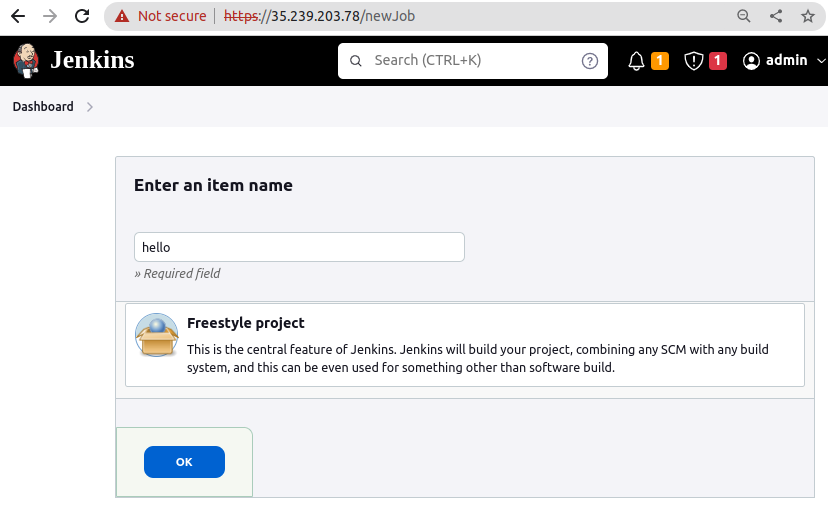 Not secure https://35.239.203.78/newJob
Jenkins Search (CTRL+K) ? 1 1 admin
Dashboard
Enter an item name
hello
» Required field
Freestyle project
This is the central feature of Jenkins. Jenkins will build your project, combining any SCM with any build
system, and this can be even used for something other than software build.
OK